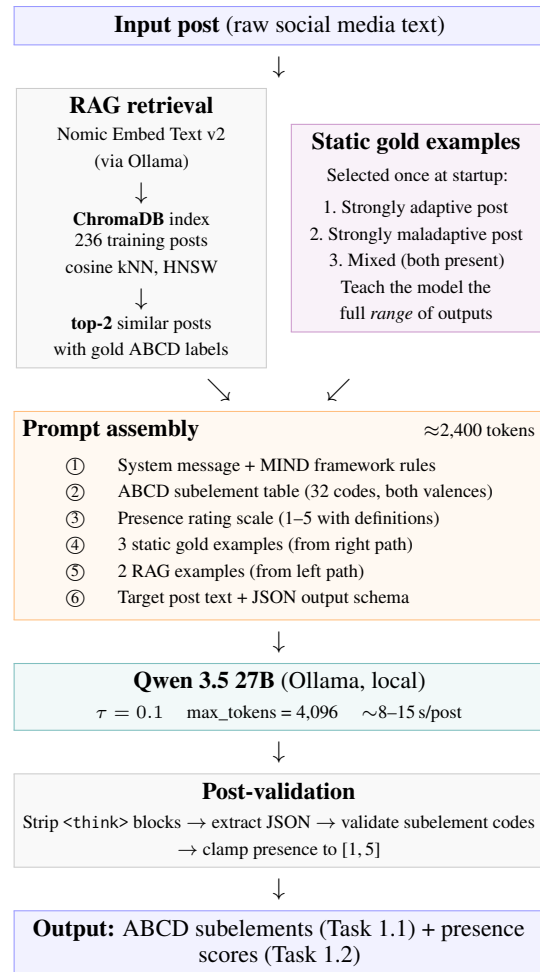 Input post (raw social media text)
↓
RAG retrieval
Nomic Embed Text v2
(via Ollama)
↓
ChromaDB index
236 training posts
cosine kNN, HNSW
↓
top-2 similar posts
with gold ABCD labels
Static gold examples
Selected once at startup:
1. Strongly adaptive post
2. Strongly maladaptive post
3. Mixed (both present)
Teach the model the
full range of outputs
↘ ↙
Prompt assembly ≈2,400 tokens
① System message + MIND framework rules
② ABCD subelement table (32 codes, both valences)
③ Presence rating scale (1–5 with definitions)
④ 3 static gold examples (from right path)
⑤ 2 RAG examples (from left path)
⑥ Target post text + JSON output schema
↓
Qwen 3.5 27B (Ollama, local)
τ = 0.1 max_tokens = 4,096 ∼8–15 s/post
↓
Post-validation
Strip <think> blocks → extract JSON → validate subelement codes
→ clamp presence to [1, 5]
↓
Output: ABCD subelements (Task 1.1) + presence
scores (Task 1.2)